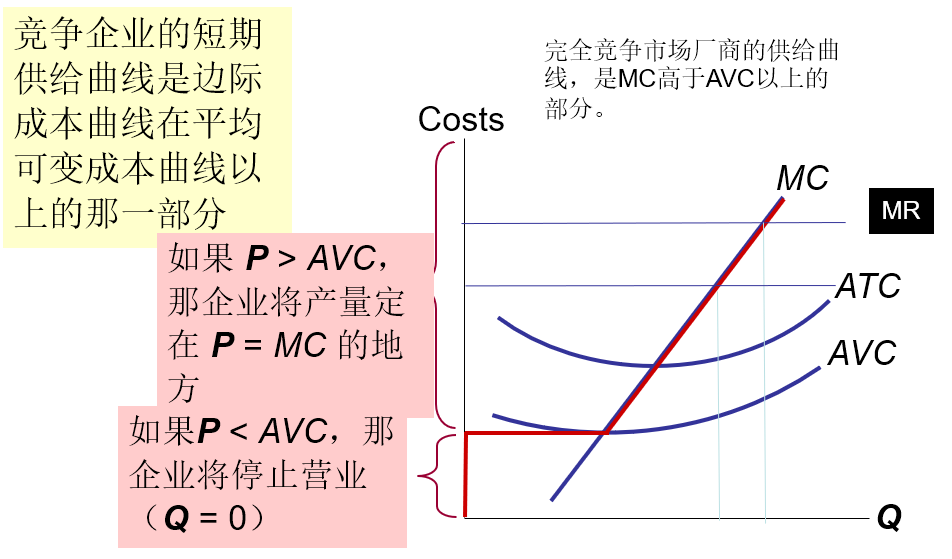 竞争企业的短期
供给曲线是边际
成本曲线在平均
可变成本曲线以
上的那一部分
完全竞争市场厂商的供给曲
线，是MC高于AVC以上的
部分。
Costs
MC
MR
如果 P > AVC，
那企业将产量定
在 P = MC 的地
方
ATC
AVC
如果P < AVC，那
企业将停止营业
（Q = 0）
Q